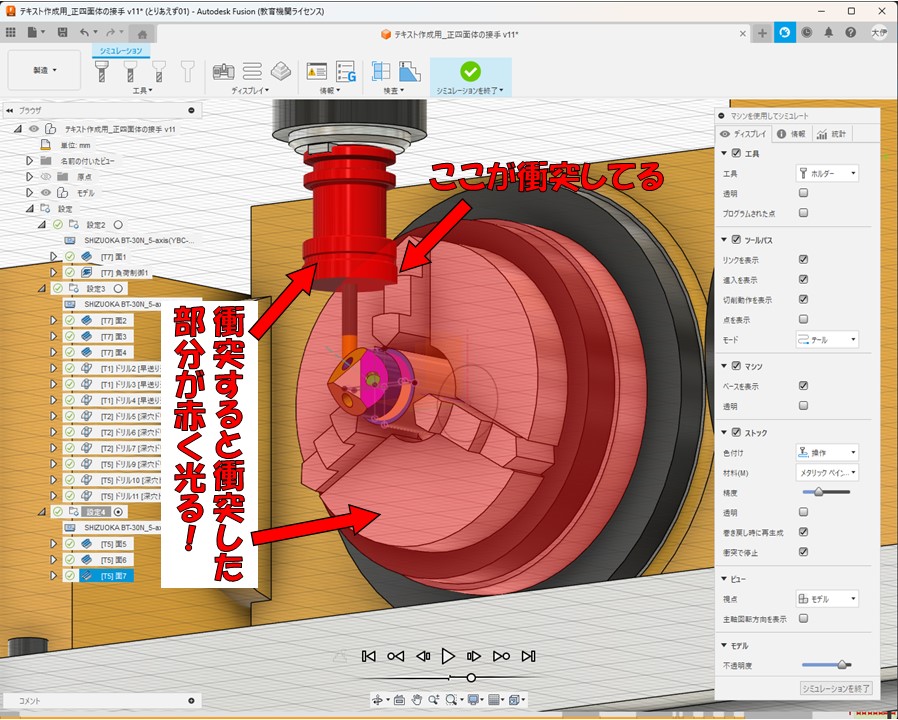 テキスト作成用_正四面体の接手 v11* (とりあえず01) - Autodesk Fusion (教育機関ライセンス)
テキスト作成用_正四面体の接手 v11*
大伊
シミュレーション
製造
工具
ディスプレイ
情報
検査
シミュレーションを終了
ブラウザ
テキスト作成用_正四面体の接手 v11
単位: mm
名前の付いたビュー
原点
モデル
設定
設定2
SHIZUOKA BT-30N_5-axis(YBC-...
[T7] 面1
[T7] 負荷制御1
設定3
SHIZUOKA BT-30N_5-ax
[T7] 面2
[T7] 面3
[T7] 面4
[T1] ドリル2 [早送り
[T1] ドリル3 [早送り
[T1] ドリル4 [早送り
[T2] ドリル5 [深穴ド
[T2] ドリル6 [深穴ド
[T2] ドリル7 [深穴ド
[T5] ドリル9 [深穴ド
[T5] ドリル10 [深穴
[T5] ドリル11 [深穴
設定4
SHIZUOKA BT-30N_5-ax
[T5] 面5
[T5] 面6
[T5] 面7
コメント
ここが衝突してる
衝突すると衝突した
部分が赤く光る！
マシンを使用してシミュレート
ディスプレイ
情報
統計
工具
工具
ホルダー
透明
プログラムされた点
ツールパス
リンクを表示
進入を表示
切削動作を表示
点を表示
モード
テール
マシン
ベースを表示
透明
ストック
色付け
操作
材料(M)
メタリック ペイン...
精度
透明
巻き戻し時に再生成
衝突で停止
ビュー
視点
モデル
主軸回転方向を表示
モデル
不透明度
シミュレーションを終了